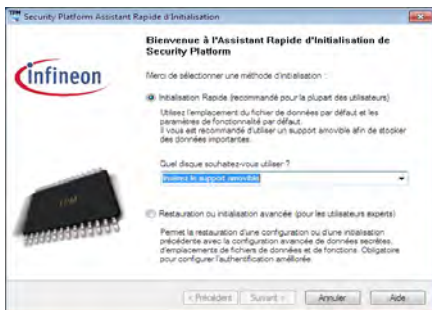 Security Platform Assistant Rapide d'Initialisation
Bienvenue à l'Assistant Rapide d'Initialisation de
Security Platform
Infineon
Merci de sélectionner une méthode d'initialisation :
Initialisation Rapide (recommandé pour la plupart des utilisateurs)
Utilisez l'emplacement du fichier de données par défaut et les
paramètres de fonctionnalité par défaut.
Il vous est recommandé d'utiliser un support amovible afin de stocker
des données importantes.
Quel disque souhaitez-vous utiliser ?
Insérez le support amovible
TPM
Restauration ou initialisation avancée (pour les utilisateurs experts)
Permet la restauration d'une configuration ou d'une initialisation
précédente avec la configuration avancée de données secrètes,
d'emplacements de fichiers de données et de fonctions. Obligatoire
pour configurer l'authentification améliorée.
< Précédent
Suivant >
Annuler
Aide